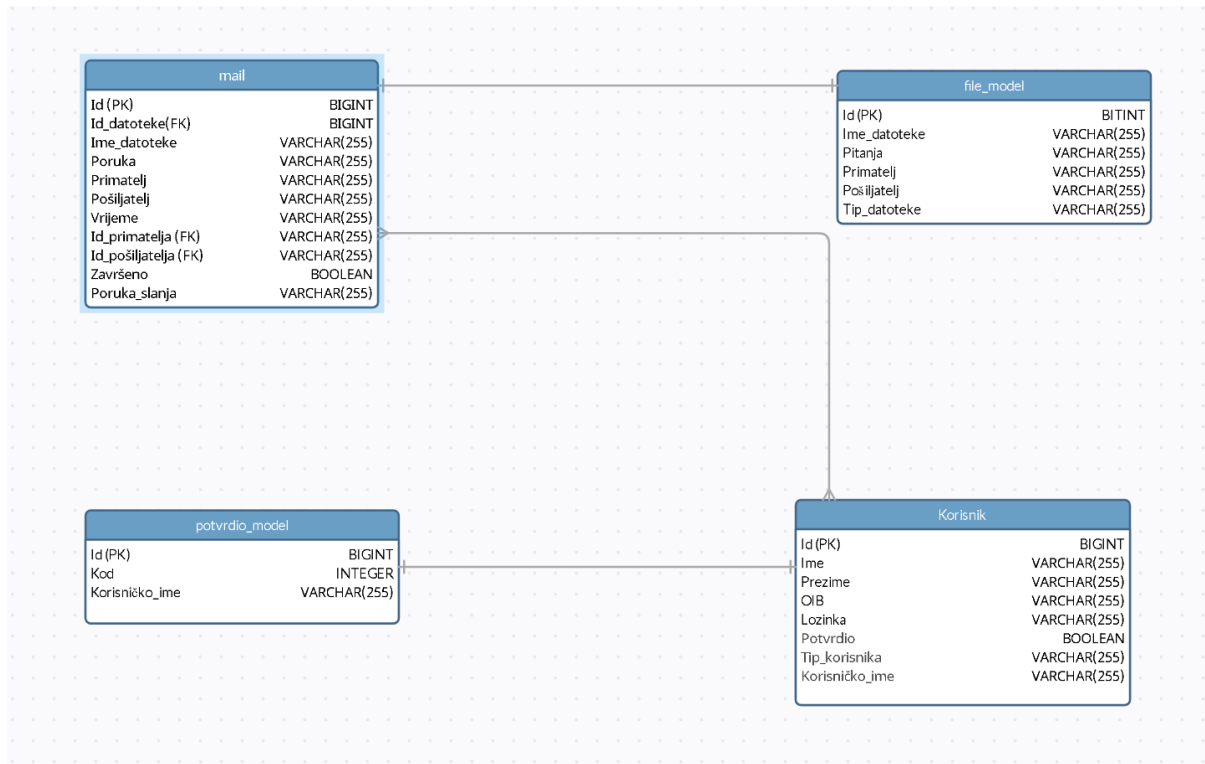 mail
Id (PK) BIGINT
Id_datoteke(FK) BIGINT
Ime_datoteke VARCHAR(255)
Poruka VARCHAR(255)
Primatelj VARCHAR(255)
Pošiljatelj VARCHAR(255)
Vrijeme VARCHAR(255)
Id_primatelja (FK) VARCHAR(255)
Id_pošiljatelja (FK) VARCHAR(255)
Završeno BOOLEAN
Poruka_slanja VARCHAR(255)
file_model
Id (PK) BITINT
Ime_datoteke VARCHAR(255)
Pitanja VARCHAR(255)
Primatelj VARCHAR(255)
Pošiljatelj VARCHAR(255)
Tip_datoteke VARCHAR(255)
potvrdio_model
Id (PK) BIGINT
Kod INTEGER
Korisničko_ime VARCHAR(255)
Korisnik
Id (PK) BIGINT
Ime VARCHAR(255)
Prezime VARCHAR(255)
OIB VARCHAR(255)
Lozinka VARCHAR(255)
Potvrdio BOOLEAN
Tip_korisnika VARCHAR(255)
Korisničko_ime VARCHAR(255)